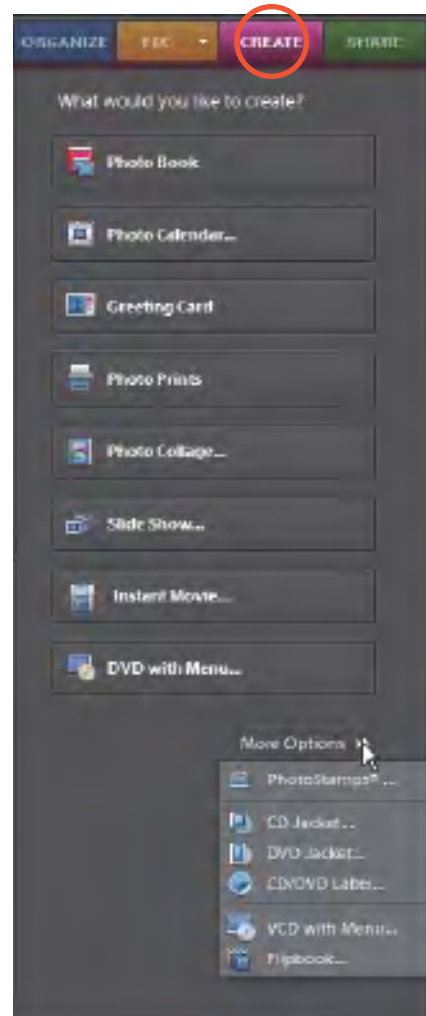 ORGANIZE CREATE SHARE
What would you like to create?
Photo Book
Photo Calendar...
Greeting Card
Photo Prints
Photo Collage...
Slide Show...
Instant Movie...
DVD with Menu...
More Options
PhotoStamps® ...
CD Jacket...
DVD Jacket...
CD/DVD Label...
VCD with Menu...
Flipbook...